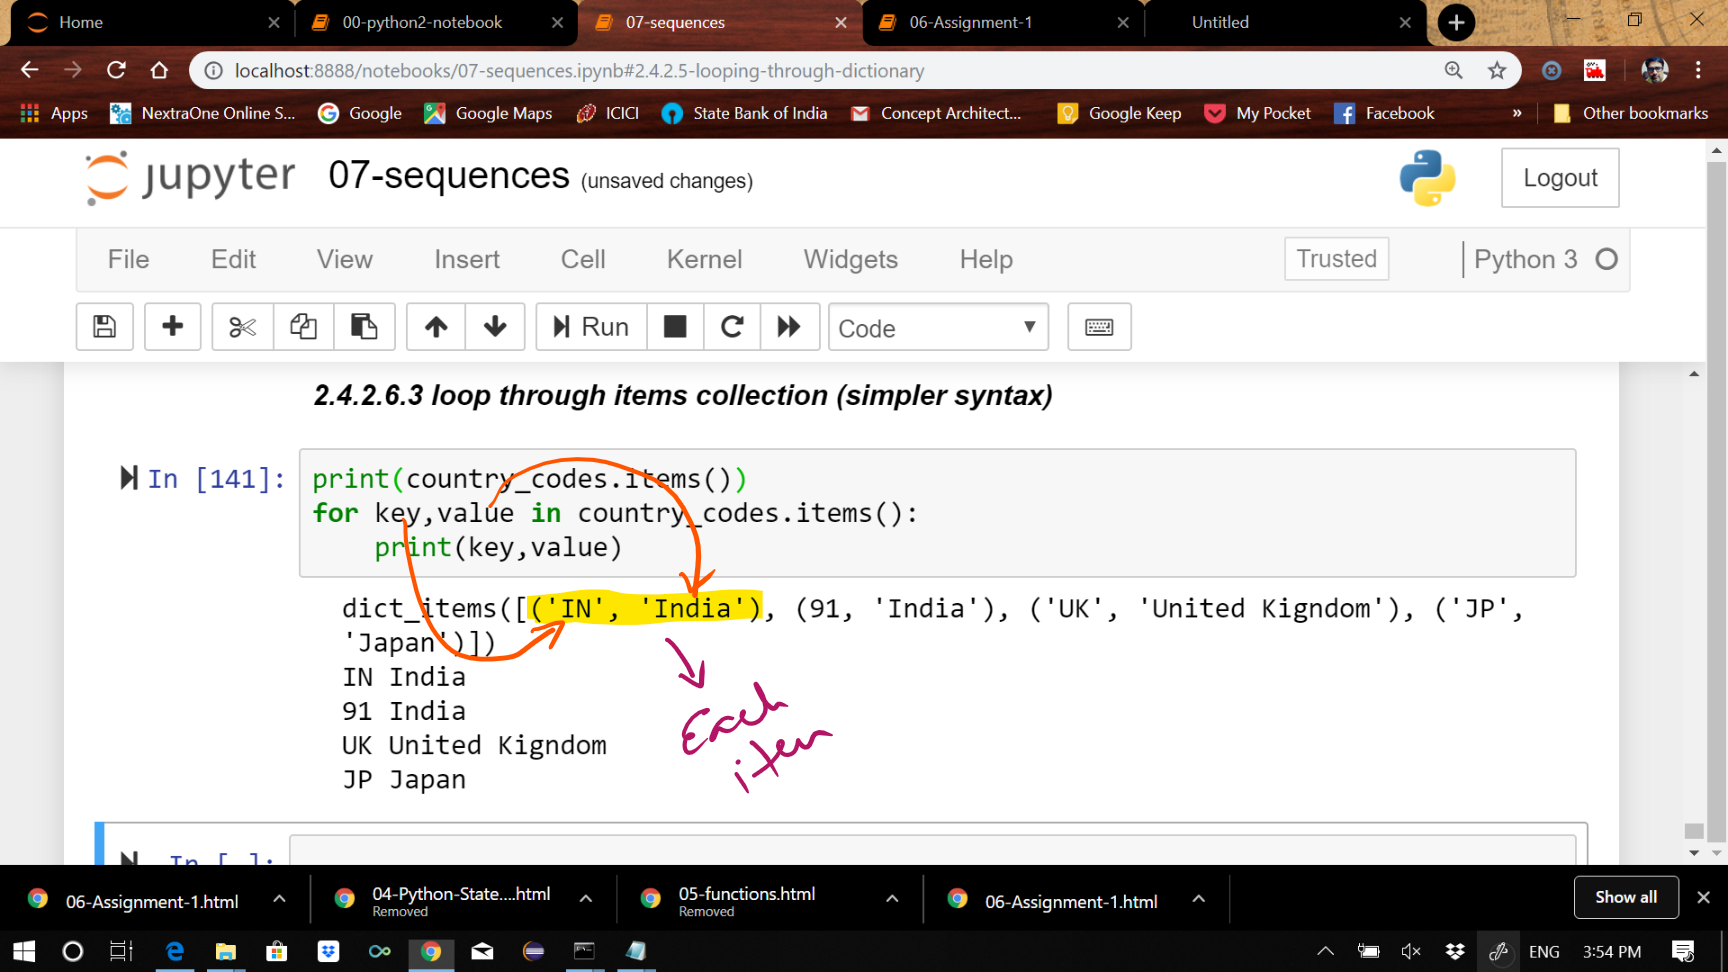 Home
00-python2-notebook
07-sequences
06-Assignment-1
Untitled
localhost:8888/notebooks/07-sequences.ipynb#2.4.2.5-looping-through-dictionary
Apps
NextraOne Online S...
Google
Google Maps
ICICI
State Bank of India
Concept Architect...
Google Keep
My Pocket
Facebook
»
Other bookmarks
jupyter 07-sequences (unsaved changes)
Logout
File Edit View Insert Cell Kernel Widgets Help
Trusted
Python 3
Run
Code
2.4.2.6.3 loop through items collection (simpler syntax)
In [141]:
print(country_codes.items())
for key,value in country_codes.items():
    print(key,value)
dict_items([('IN', 'India'), (91, 'India'), ('UK', 'United Kigndom'), ('JP',
'Japan')])
IN India
91 India
UK United Kigndom
JP Japan
Each
item
In [ ]:
06-Assignment-1.html
04-Python-State....html
Removed
05-functions.html
Removed
06-Assignment-1.html
Show all
ENG
3:54 PM